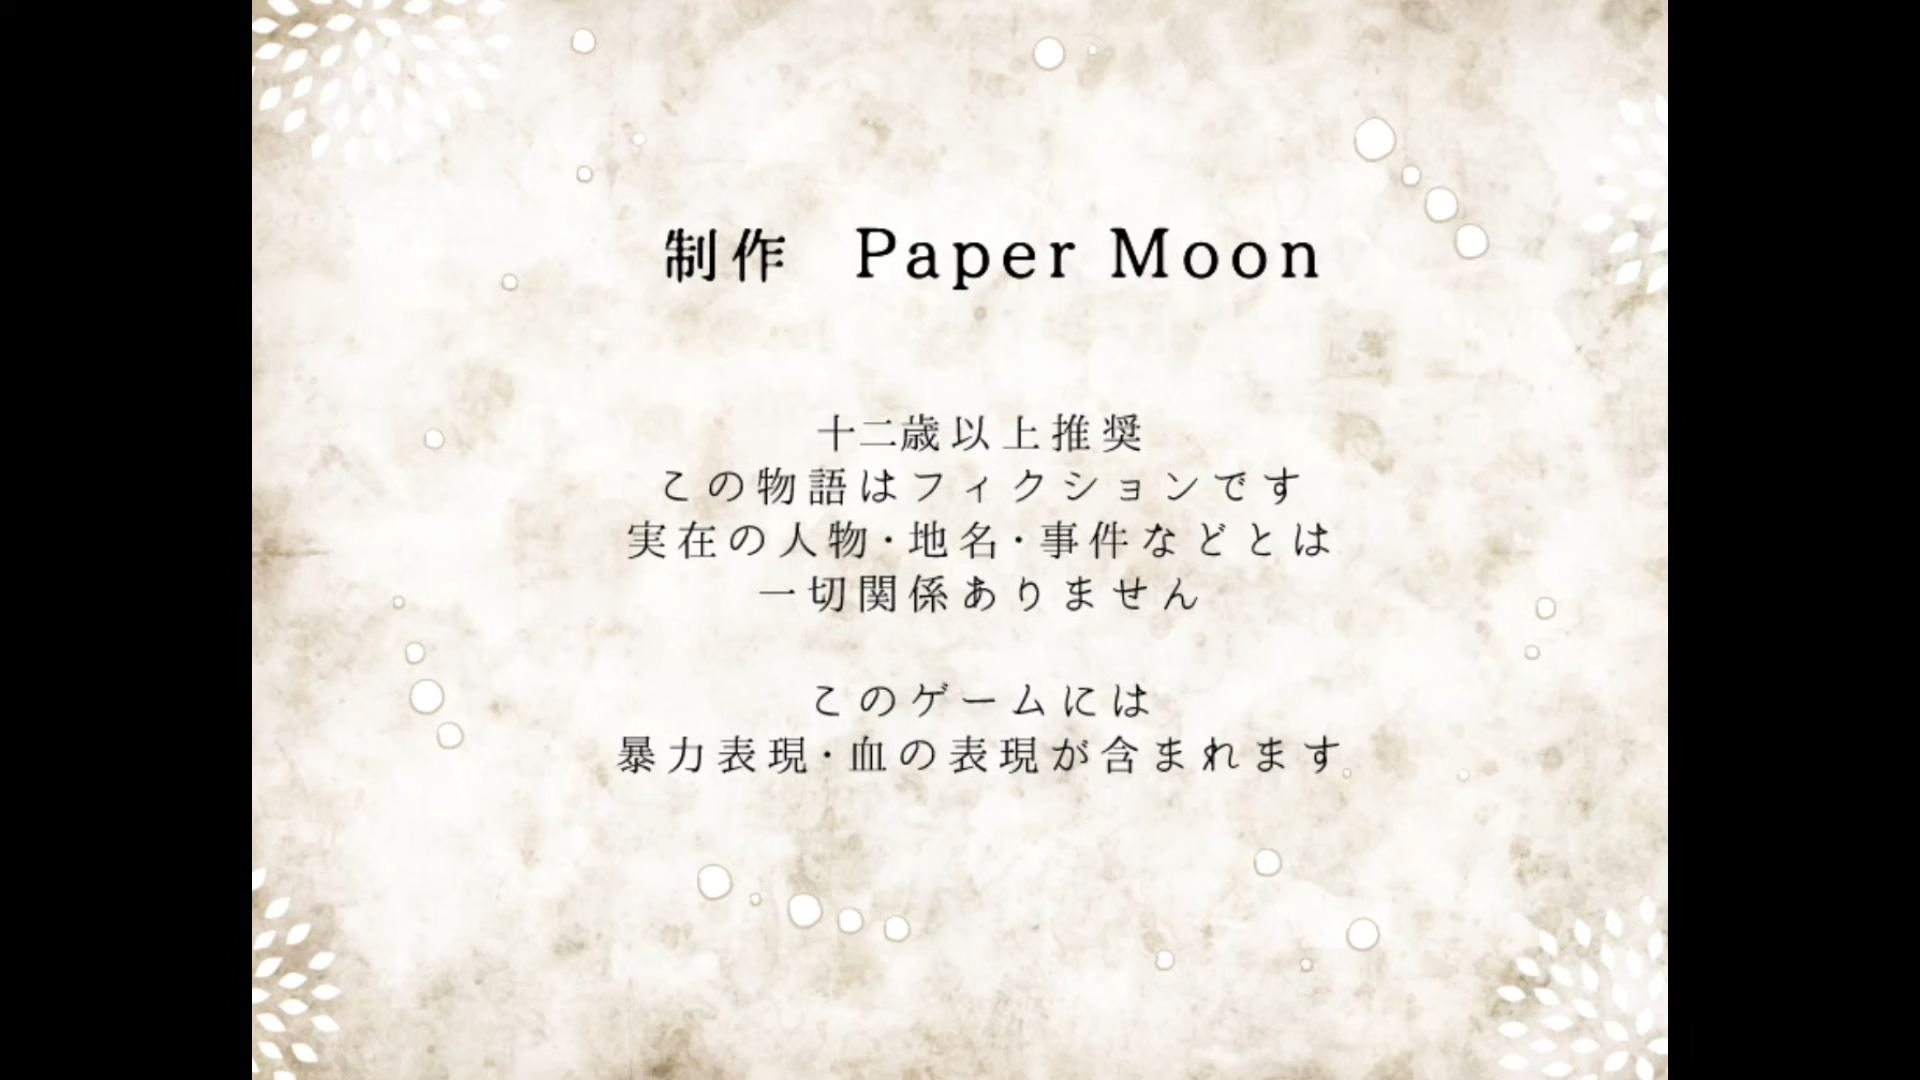 制作　Paper Moon
十二歳以上推奨
この物語はフィクションです
実在の人物・地名・事件などとは
一切関係ありません
このゲームには
暴力表現・血の表現が含まれます